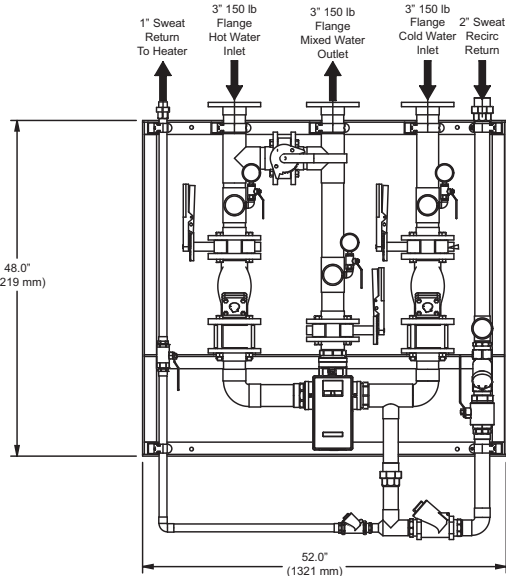 1" Sweat
Return
To Heater
3" 150 lb
Flange
Hot Water
Inlet
3" 150 lb
Flange
Mixed Water
Outlet
3" 150 lb
Flange
Cold Water
Inlet
2" Sweat
Recirc
Return
48.0"
219 mm)
52.0"
(1321 mm)